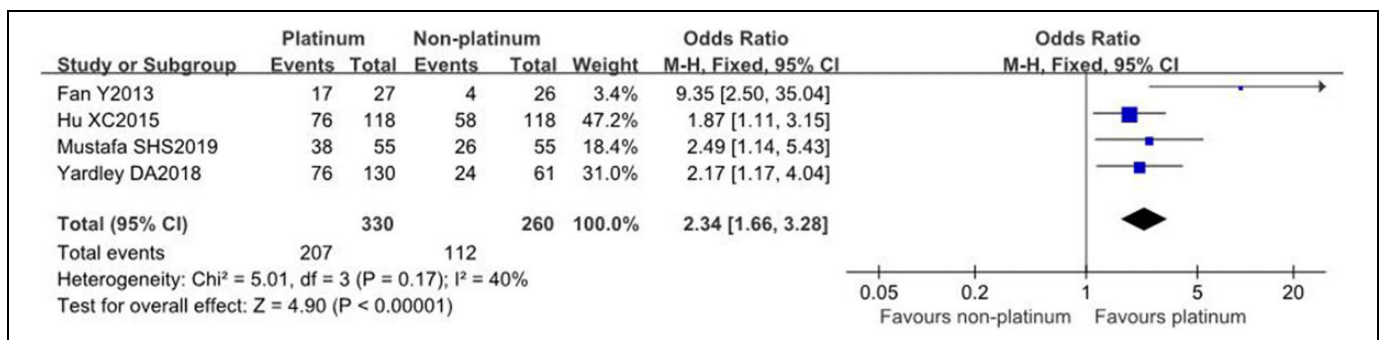 Platinum Non-platinum Odds Ratio Odds Ratio
Study or Subgroup Events Total Events Total Weight M-H, Fixed, 95% CI M-H, Fixed, 95% CI
Fan Y2013 17 27 4 26 3.4% 9.35 [2.50, 35.04]
Hu XC2015 76 118 58 118 47.2% 1.87 [1.11, 3.15]
Mustafa SHS2019 38 55 26 55 18.4% 2.49 [1.14, 5.43]
Yardley DA2018 76 130 24 61 31.0% 2.17 [1.17, 4.04]
Total (95% CI) 330 260 100.0% 2.34 [1.66, 3.28]
Total events 207 112
Heterogeneity: Chi² = 5.01, df = 3 (P = 0.17); I² = 40%
Test for overall effect: Z = 4.90 (P < 0.00001)
0.05 0.2 1 5 20
Favours non-platinum Favours platinum